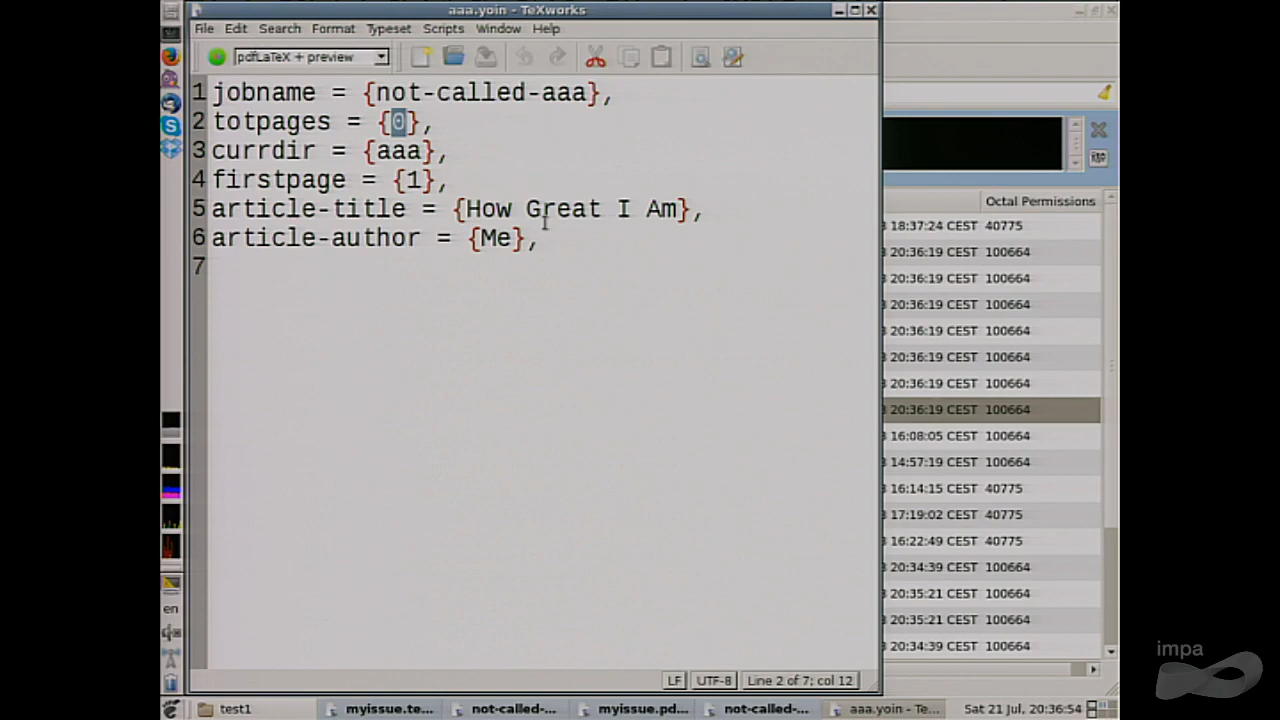 aaa.yoin - TeXworks
File Edit Search Format Typeset Scripts Window Help
pdfLaTeX + preview
1 jobname = {not-called-aaa},
2 totpages = {0},
3 currdir = {aaa},
4 firstpage = {1},
5 article-title = {How Great I Am},
6 article-author = {Me},
7
Octal Permissions
18:37:24 CEST 40775
20:36:19 CEST 100664
20:36:19 CEST 100664
20:36:19 CEST 100664
20:36:19 CEST 100664
20:36:19 CEST 100664
20:36:19 CEST 100664
20:36:19 CEST 100664
16:08:05 CEST 100664
14:57:19 CEST 100664
16:14:15 CEST 40775
17:19:02 CEST 40775
16:22:49 CEST 40775
20:34:39 CEST 100664
20:35:21 CEST 100664
20:35:21 CEST 100664
20:34:39 CEST 100664
en
LF UTF-8 Line 2 of 7; col 12
test1 myissue.te... not-called-... myissue.pd... not-called-... aaa.yoin - Te... Sat 21 Jul, 20:36:54
impa